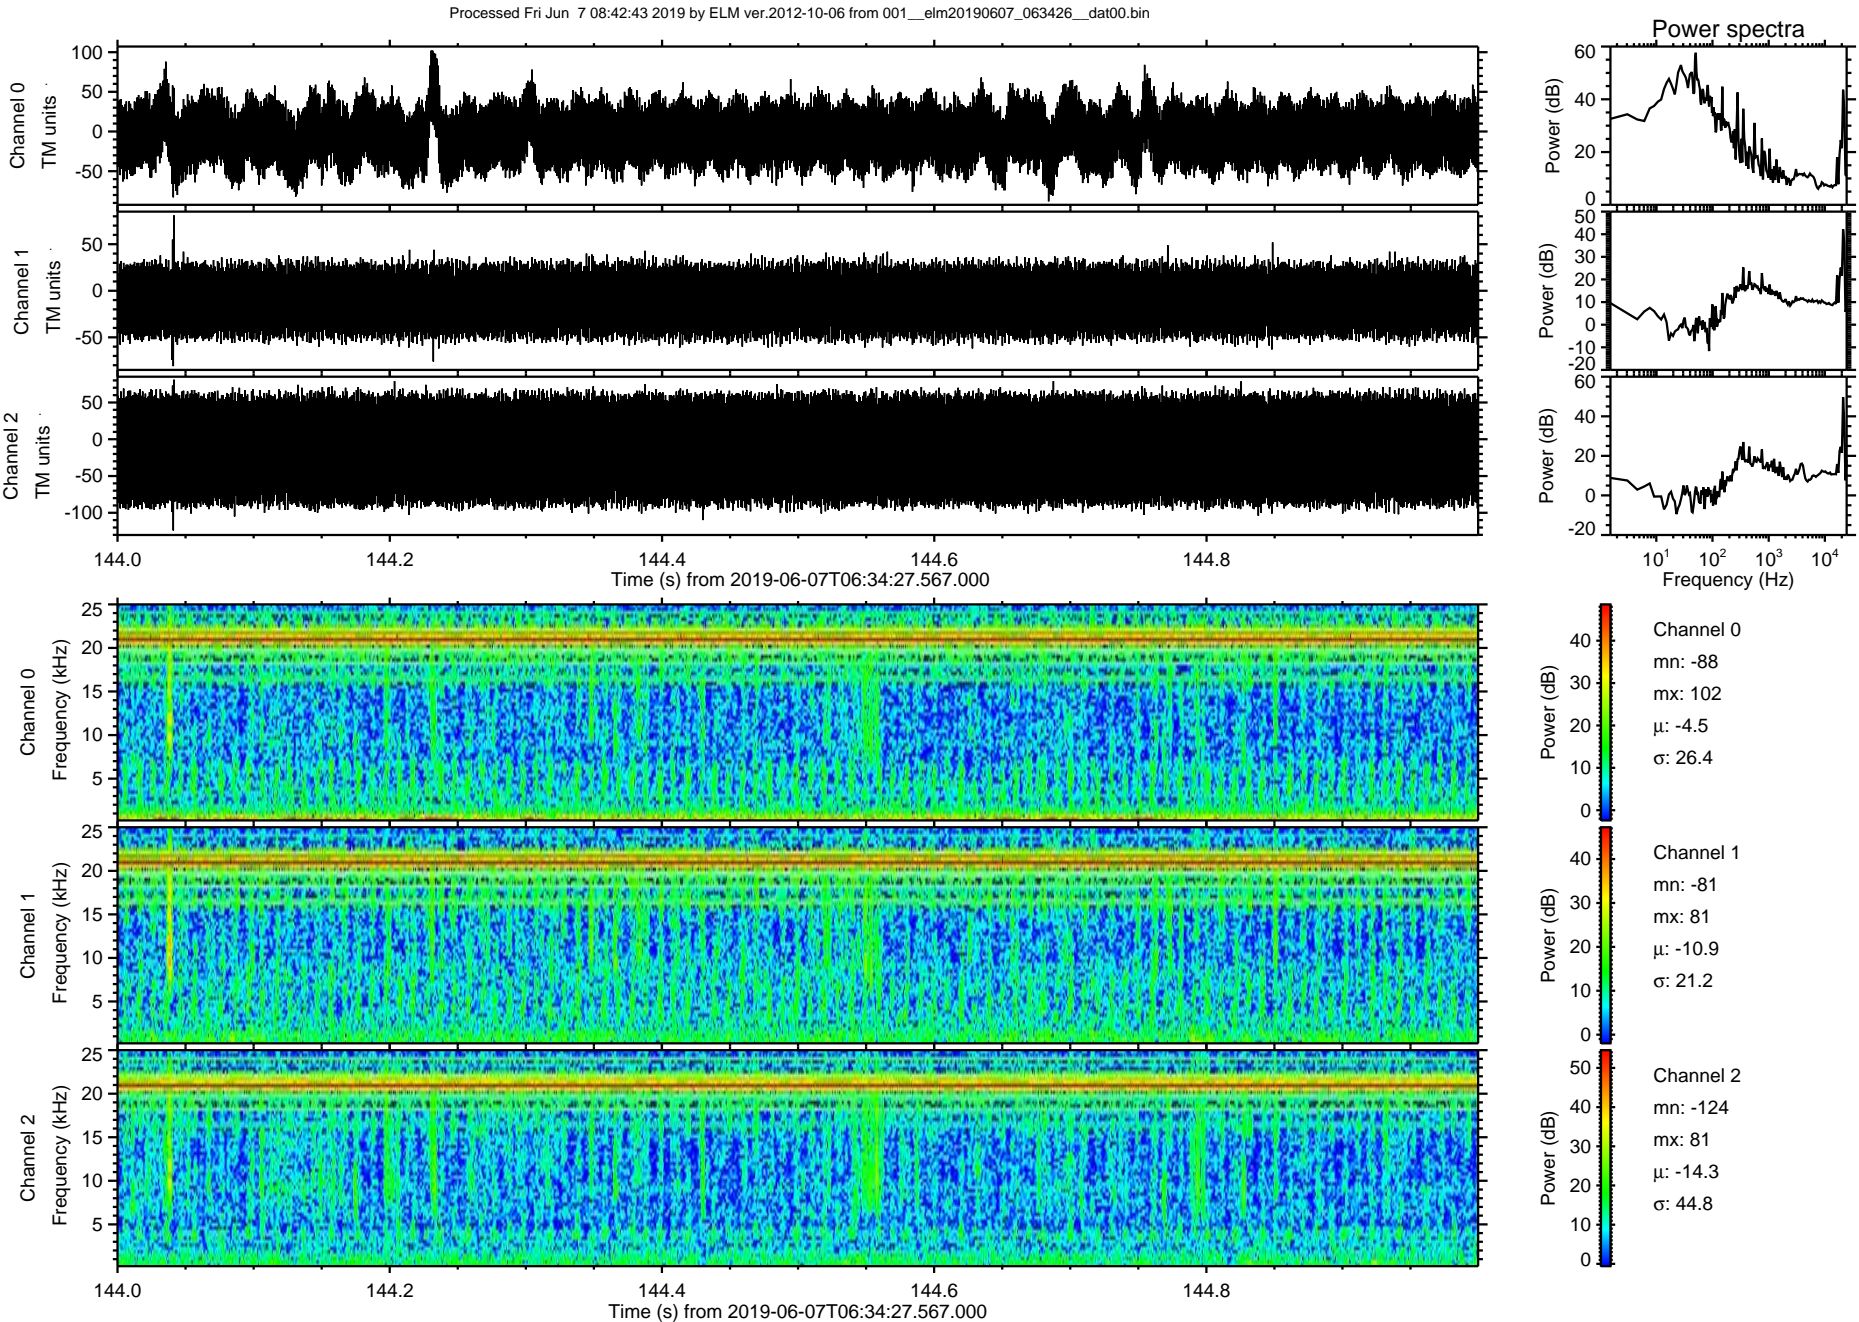 Processed Fri Jun  7 08:42:43 2019 by ELM ver.2012-10-06 from 001__elm20190607_063426__dat00.bin
Power spectra
Channel 0
TM units
100
50
0
-50
Power (dB)
60
40
20
0
Channel 1
TM units
50
0
-50
Power (dB)
50
40
30
20
10
0
-10
-20
Channel 2
TM units
50
0
-50
-100
Power (dB)
60
40
20
0
-20
144.0
144.2
144.4
144.6
144.8
Time (s) from 2019-06-07T06:34:27.567.000
10^1
10^2
10^3
10^4
Frequency (Hz)
Channel 0
Frequency (kHz)
25
20
15
10
5
Power (dB)
40
30
20
10
0
Channel 0
mn: -88
mx: 102
μ: -4.5
σ: 26.4
Channel 1
Frequency (kHz)
25
20
15
10
5
Power (dB)
40
30
20
10
0
Channel 1
mn: -81
mx: 81
μ: -10.9
σ: 21.2
Channel 2
Frequency (kHz)
25
20
15
10
5
Power (dB)
50
40
30
20
10
0
Channel 2
mn: -124
mx: 81
μ: -14.3
σ: 44.8
144.0
144.2
144.4
144.6
144.8
Time (s) from 2019-06-07T06:34:27.567.000